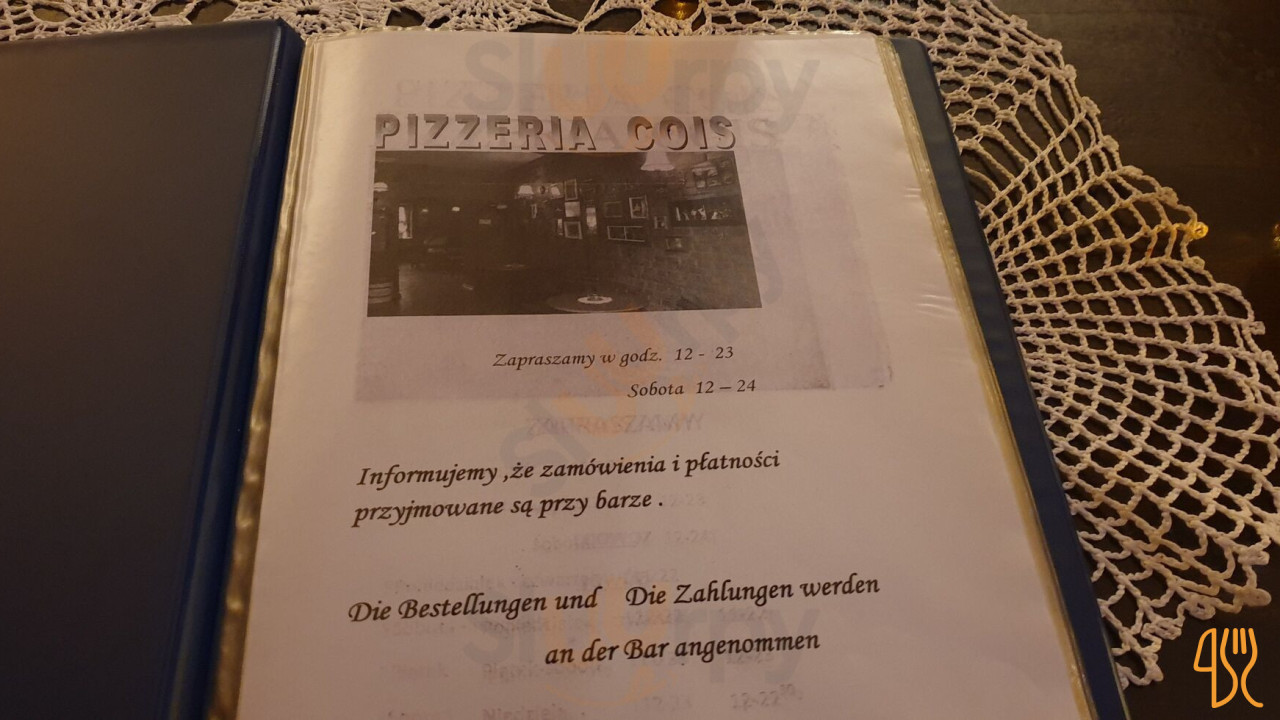 PIZZERIA COIS
Zapraszamy w godz. 12 - 23
Sobota 12 – 24
Informujemy ,że zamówienia i płatności
przyjmowane są przy barze .
Die Bestellungen und Die Zahlungen werden
an der Bar angenommen